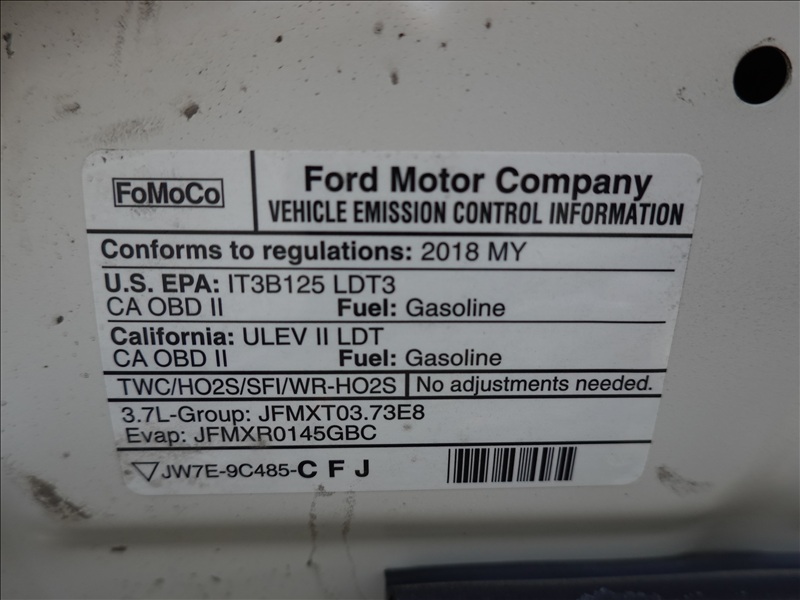 FoMoCo
Ford Motor Company
VEHICLE EMISSION CONTROL INFORMATION
Conforms to regulations: 2018 MY
U.S. EPA: IT3B125 LDT3
CA OBD II Fuel: Gasoline
California: ULEV II LDT
CA OBD II Fuel: Gasoline
TWC/HO2S/SFI/WR-HO2S No adjustments needed.
3.7L-Group: JFMXT03.73E8
Evap: JFMXR0145GBC
JW7E-9C485-C F J